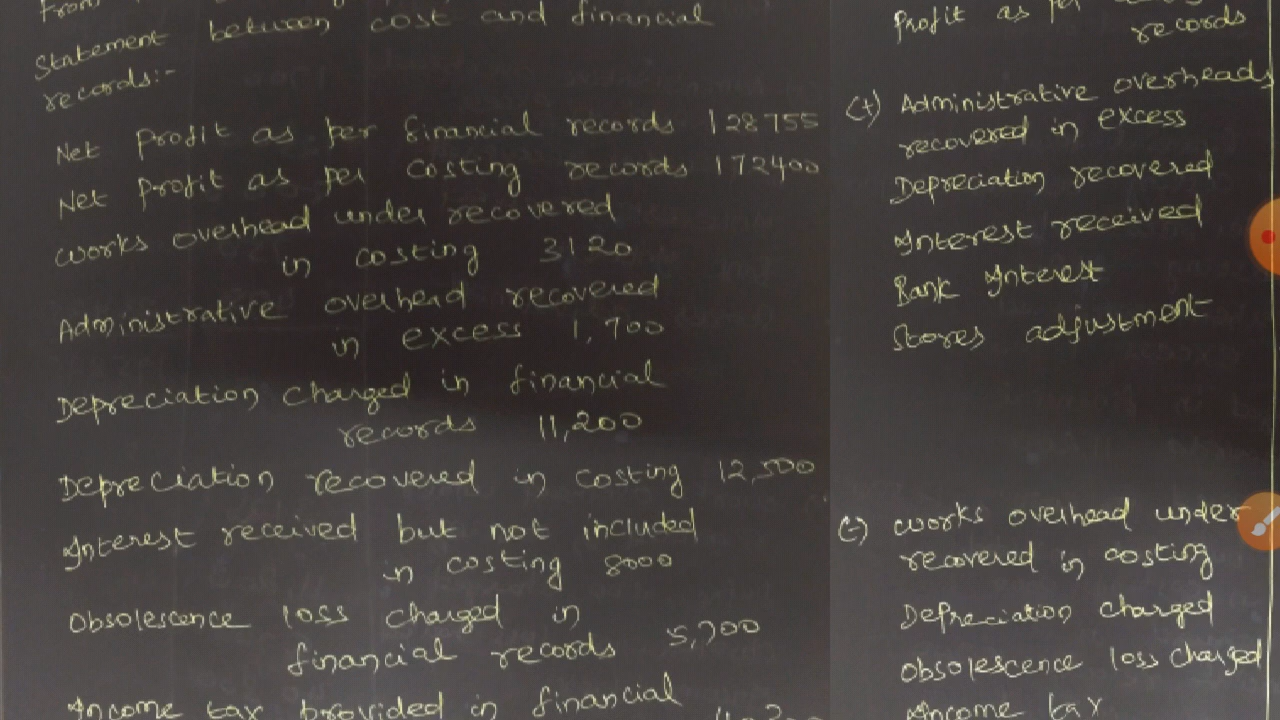 From
Statement between cost and financial
records:-
Net Profit as per financial records 128755
Net Profit as per costing records 172400
works overhead under recovered
in costing 3120
Administrative overhead recovered
in excess 1,700
Depreciation charged in financial
records 11,200
Depreciation recovered in costing 12,500
Interest received but not included
in costing 8000
Obsolescence loss charged in
financial records 5,700
Income tax provided in financial
Profit as per
records
(+) Administrative overheads
recovered in excess
Depreciation recovered
Interest received
Bank Interest
Stores adjustment
(-) works overhead under
recovered in costing
Depreciation charged
obsolescence loss charged
Income tax